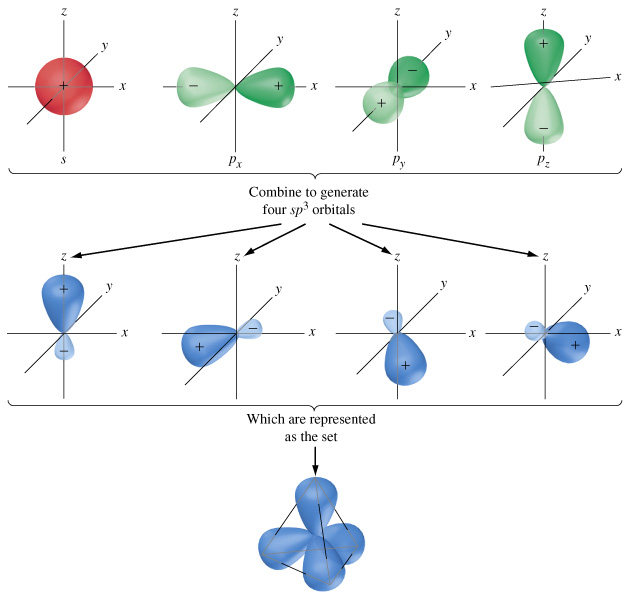 z z z z
y y y y
x x x x
+ − + − + + −
s pₓ p_y p_z
Combine to generate
four sp³ orbitals
z z z z
y y y y
x x x x
+ − + − − + − +
Which are represented
as the set